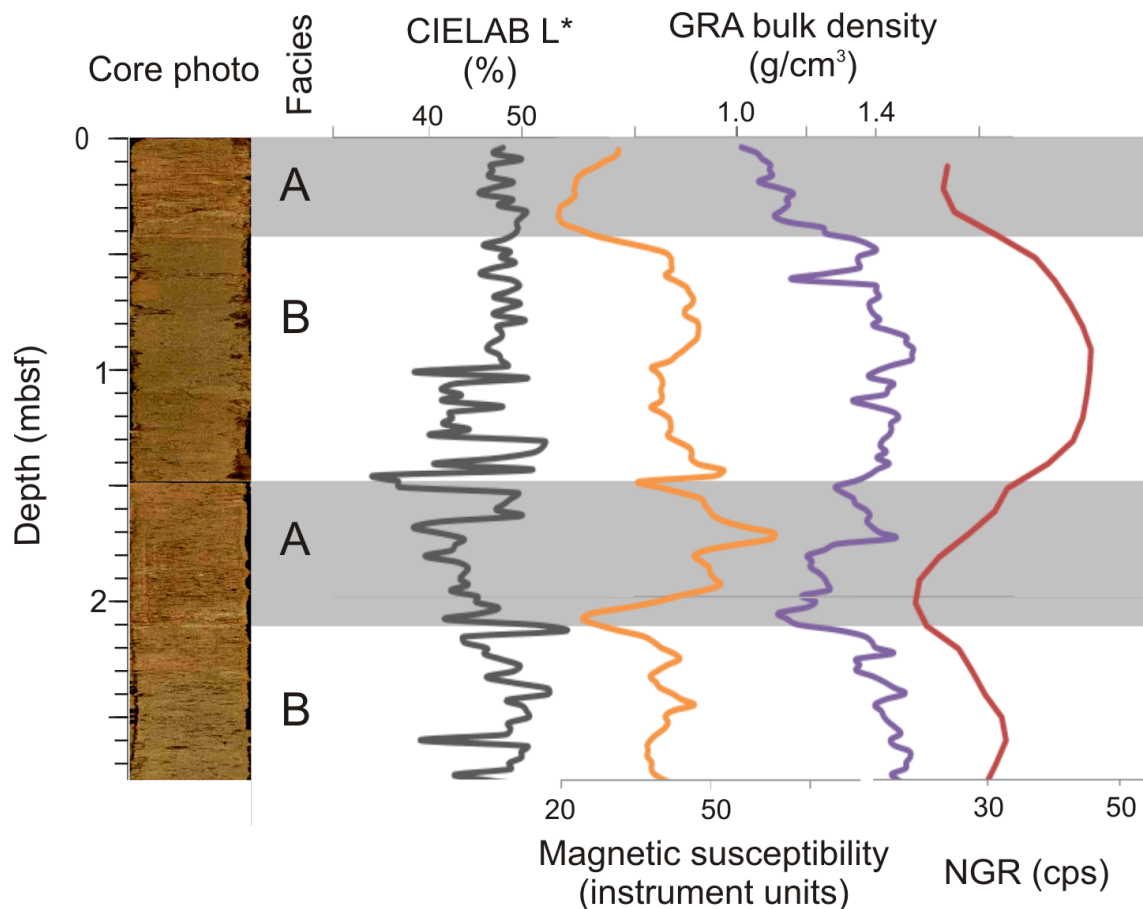 Core photo
Facies
CIELAB L*
(%)
GRA bulk density
(g/cm³)
40
50
1.0
1.4
0
A
B
1
Depth (mbsf)
A
2
B
20
50
30
50
Magnetic susceptibility
(instrument units)
NGR (cps)